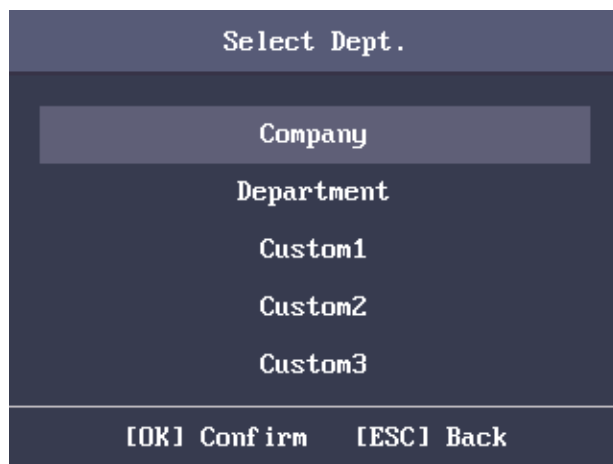 Select Dept.
Company
Department
Custom1
Custom2
Custom3
[OK] Confirm [ESC] Back